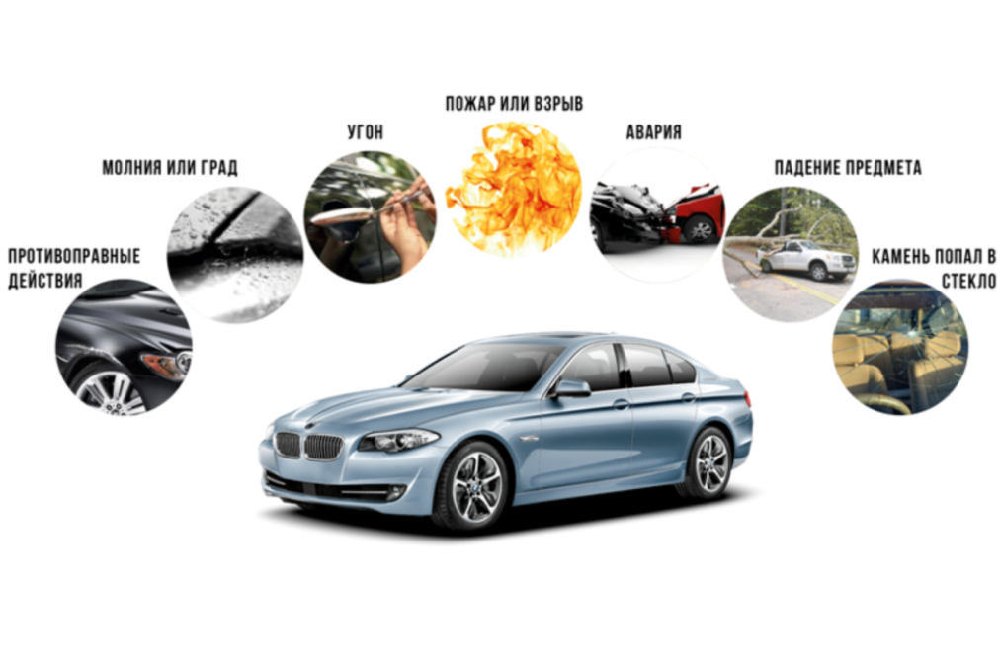 ПОЖАР ИЛИ ВЗРЫВ
УГОН
АВАРИЯ
МОЛНИЯ ИЛИ ГРАД
ПАДЕНИЕ ПРЕДМЕТА
ПРОТИВОПРАВНЫЕ
ДЕЙСТВИЯ
КАМЕНЬ ПОПАЛ В
СТЕКЛО